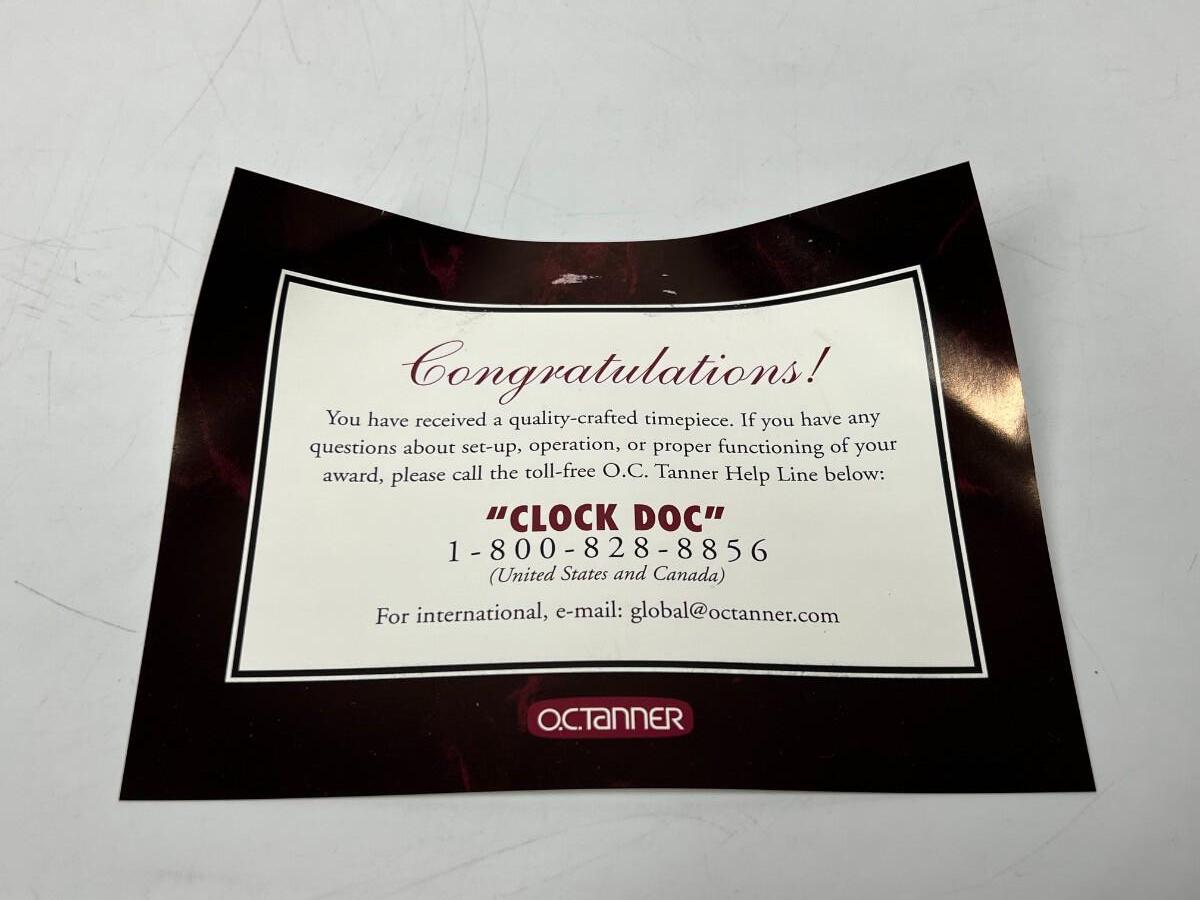 Congratulations!
You have received a quality-crafted timepiece. If you have any
questions about set-up, operation, or proper functioning of your
award, please call the toll-free O.C. Tanner Help Line below:
"CLOCK DOC"
1-800-828-8856
(United States and Canada)
For international, e-mail: global@octanner.com
O.C.TANNER